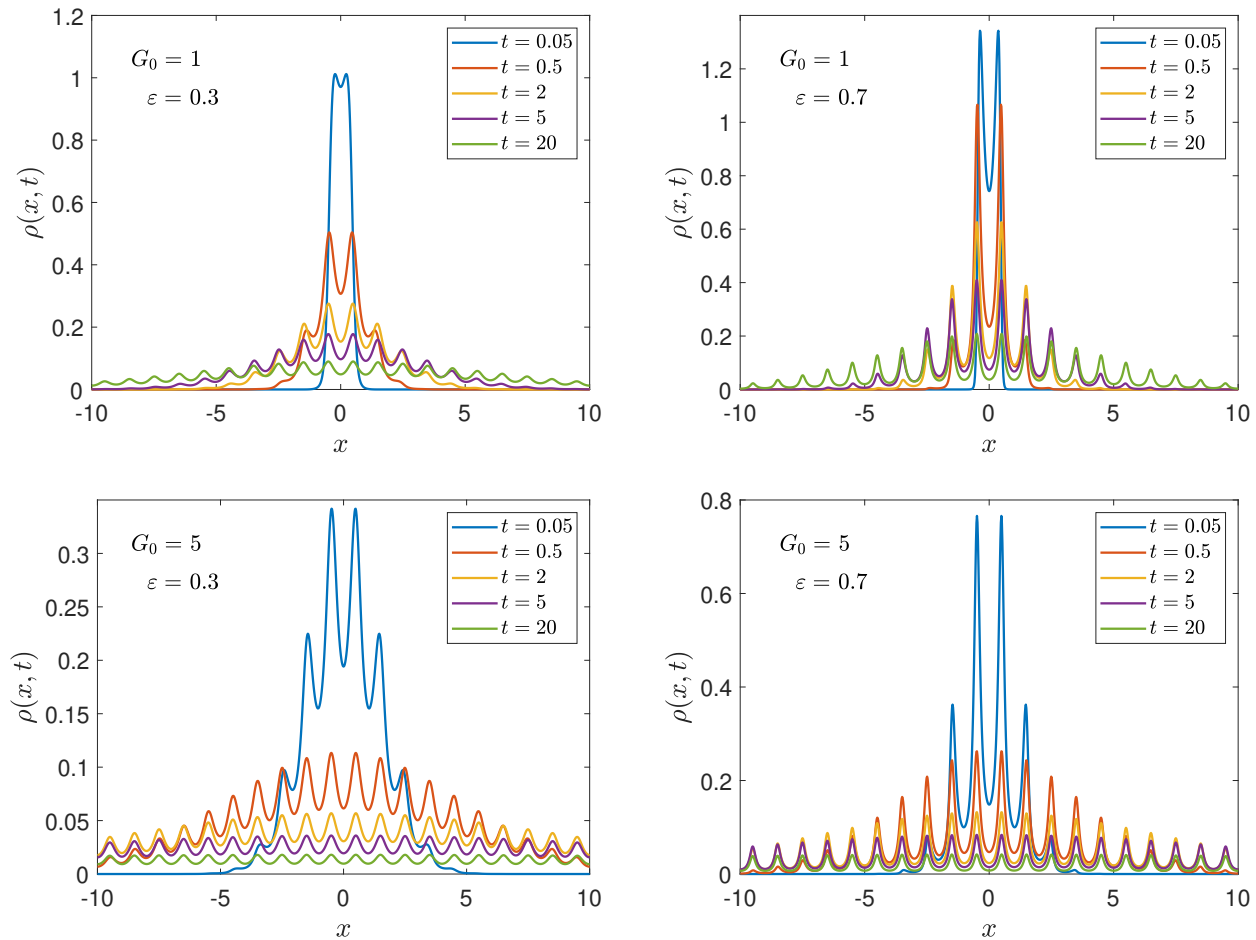 G₀ = 1
ε = 0.3
t = 0.05
t = 0.5
t = 2
t = 5
t = 20
ρ(x, t)
1.2
1
0.8
0.6
0.4
0.2
0
-10
-5
0
5
10
x
G₀ = 1
ε = 0.7
t = 0.05
t = 0.5
t = 2
t = 5
t = 20
ρ(x, t)
1.2
1
0.8
0.6
0.4
0.2
0
-10
-5
0
5
10
x
G₀ = 5
ε = 0.3
t = 0.05
t = 0.5
t = 2
t = 5
t = 20
ρ(x, t)
0.3
0.25
0.2
0.15
0.1
0.05
0
-10
-5
0
5
10
x
G₀ = 5
ε = 0.7
t = 0.05
t = 0.5
t = 2
t = 5
t = 20
ρ(x, t)
0.8
0.6
0.4
0.2
0
-10
-5
0
5
10
x